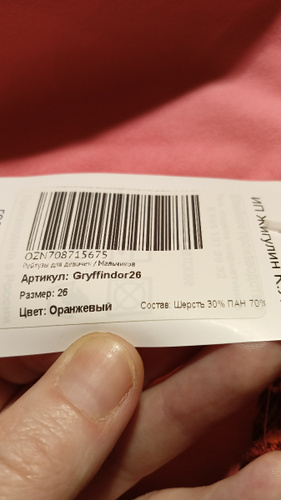 OZN708715675
Рейтузы для девочек / Мальчиков
Артикул: Gryffindor26
Размер: 26
Цвет: Оранжевый
Состав: Шерсть 30% ПАН 70%
ИП Жигулин К.